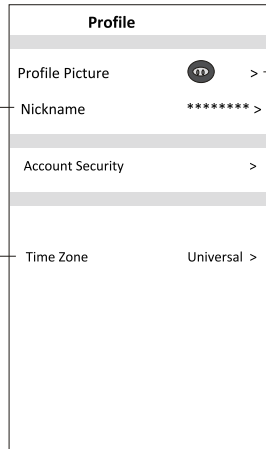 Profile
Profile Picture >
Nickname ******** >
Account Security >
Time Zone Universal >